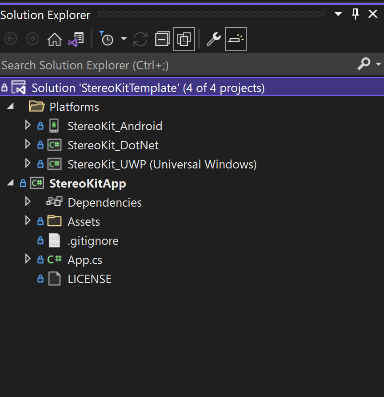 Solution Explorer
Search Solution Explorer (Ctrl+;)
Solution 'StereoKitTemplate' (4 of 4 projects)
Platforms
StereoKit_Android
C# StereoKit_DotNet
C# StereoKit_UWP (Universal Windows)
C# StereoKitApp
Dependencies
Assets
.gitignore
C# App.cs
LICENSE